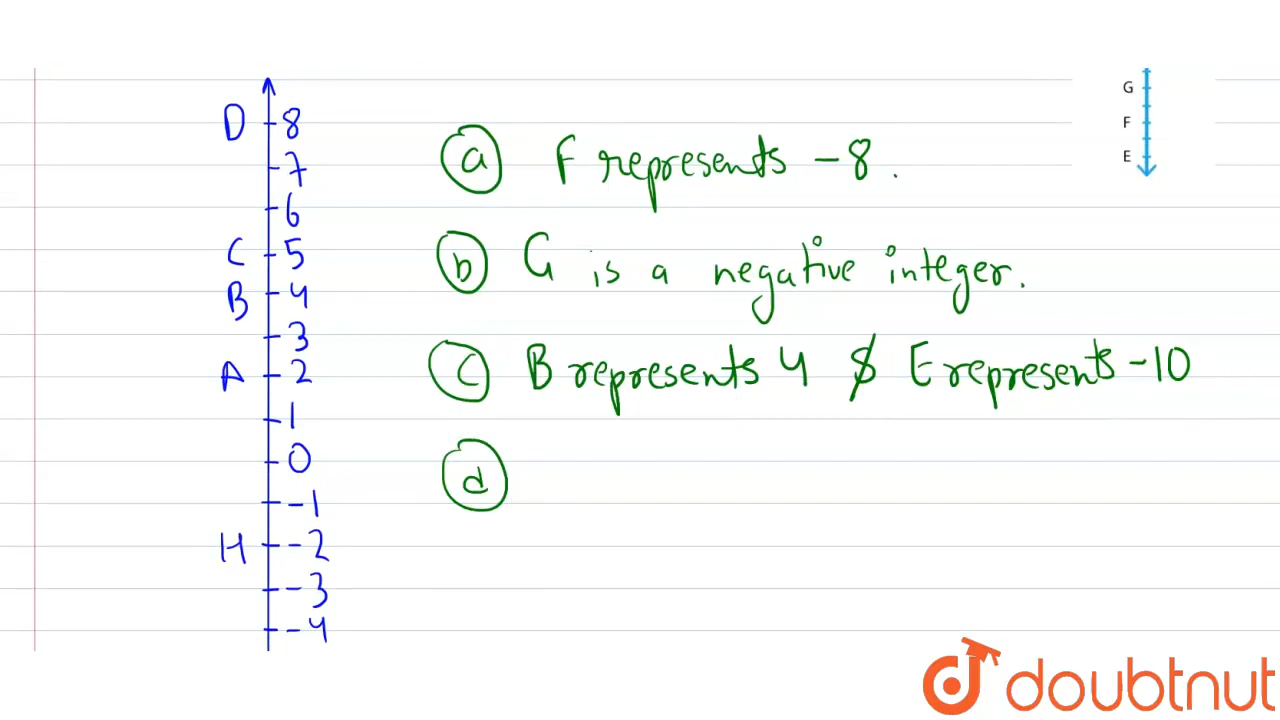 D 8
7
6
C 5
B 4
3
A 2
1
0
-1
H -2
-3
-4
G
F
E
a F represents -8.
b G is a negative integer.
c B represents 4 $ E represents -10
d
doubtnut